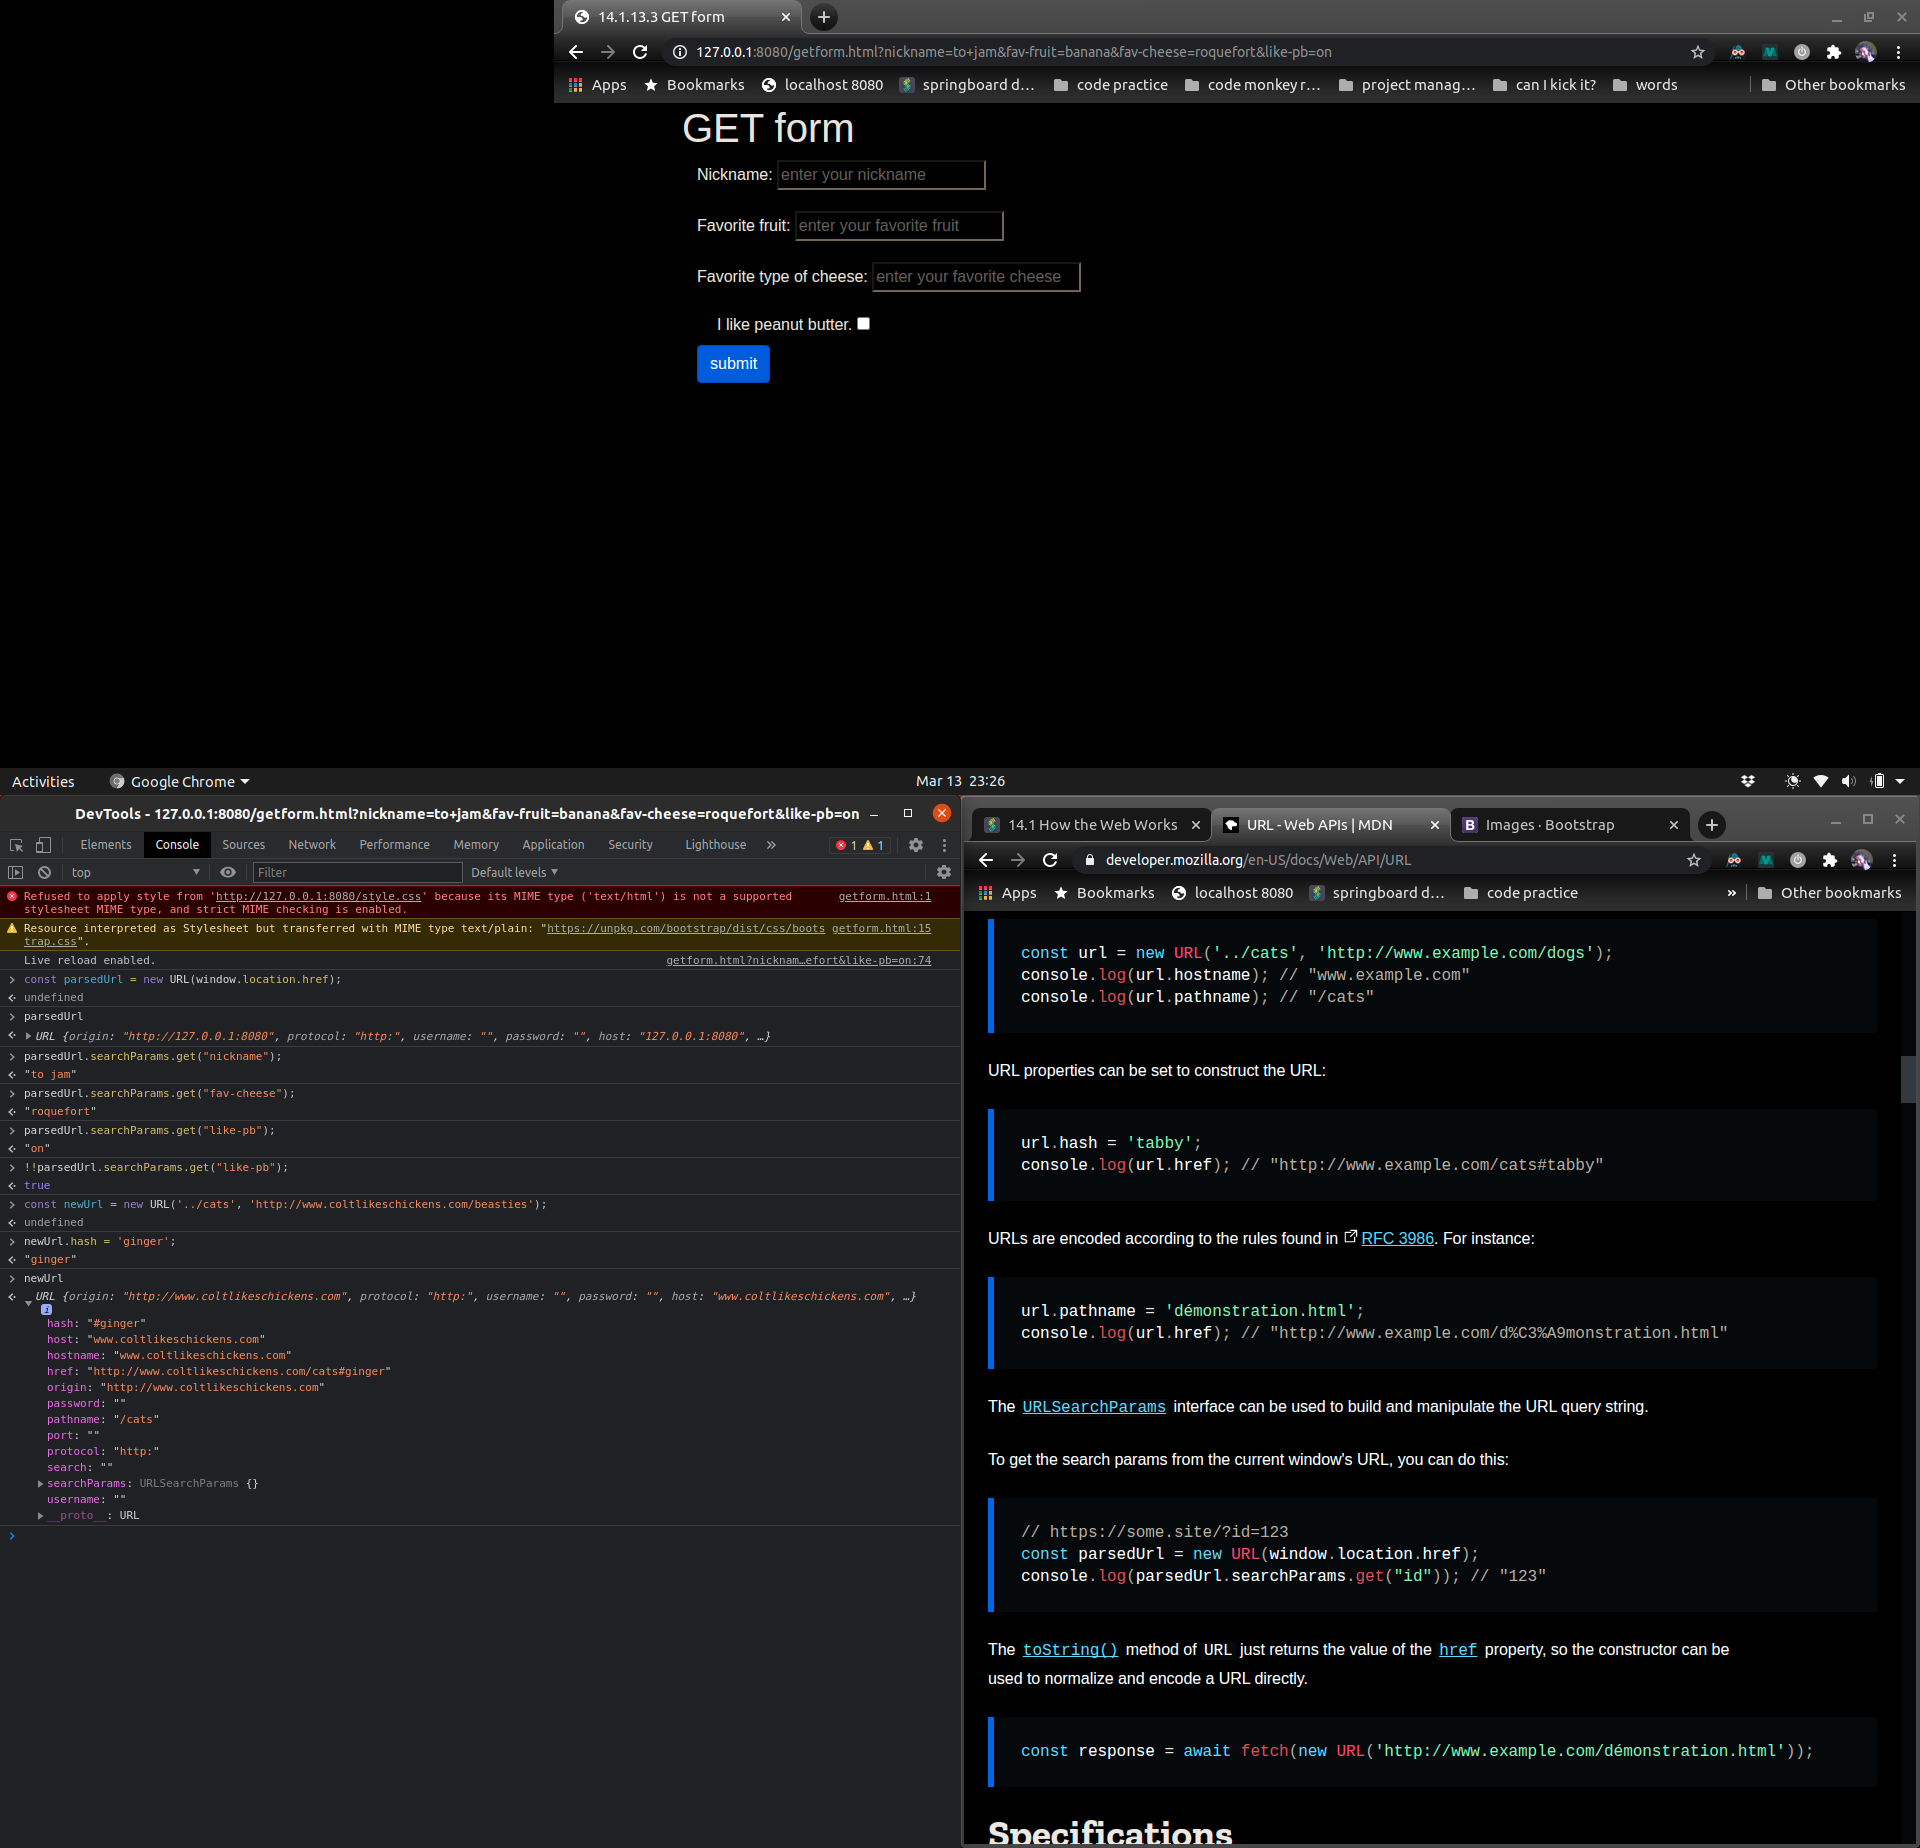 14.1.13.3 GET form
127.0.0.1:8080/getform.html?nickname=to+jam&fav-fruit=banana&fav-cheese=roquefort&like-pb=on
Apps Bookmarks localhost 8080 springboard d… code practice code monkey r… project manag… can I kick it? words Other bookmarks
GET form
Nickname: enter your nickname
Favorite fruit: enter your favorite fruit
Favorite type of cheese: enter your favorite cheese
I like peanut butter.
submit
Activities Google Chrome Mar 13 23:26
DevTools - 127.0.0.1:8080/getform.html?nickname=to+jam&fav-fruit=banana&fav-cheese=roquefort&like-pb=on
Elements Console Sources Network Performance Memory Application Security Lighthouse » 1 1
top Filter Default levels
Refused to apply style from 'http://127.0.0.1:8080/style.css' because its MIME type ('text/html') is not a supported getform.html:1
stylesheet MIME type, and strict MIME checking is enabled.
Resource interpreted as Stylesheet but transferred with MIME type text/plain: "https://unpkg.com/bootstrap/dist/css/boots getform.html:15
trap.css".
Live reload enabled. getform.html?nicknam…efort&like-pb=on:74
> const parsedUrl = new URL(window.location.href);
undefined
> parsedUrl
URL {origin: "http://127.0.0.1:8080", protocol: "http:", username: "", password: "", host: "127.0.0.1:8080", …}
> parsedUrl.searchParams.get("nickname");
"to jam"
> parsedUrl.searchParams.get("fav-cheese");
"roquefort"
> parsedUrl.searchParams.get("like-pb");
"on"
> !!parsedUrl.searchParams.get("like-pb");
true
> const newUrl = new URL('../cats', 'http://www.coltlikeschickens.com/beasties');
undefined
> newUrl.hash = 'ginger';
"ginger"
> newUrl
URL {origin: "http://www.coltlikeschickens.com", protocol: "http:", username: "", password: "", host: "www.coltlikeschickens.com", …}
i
hash: "#ginger"
host: "www.coltlikeschickens.com"
hostname: "www.coltlikeschickens.com"
href: "http://www.coltlikeschickens.com/cats#ginger"
origin: "http://www.coltlikeschickens.com"
password: ""
pathname: "/cats"
port: ""
protocol: "http:"
search: ""
searchParams: URLSearchParams {}
username: ""
__proto__: URL
>
14.1 How the Web Works URL - Web APIs | MDN B Images · Bootstrap
developer.mozilla.org/en-US/docs/Web/API/URL
Apps Bookmarks localhost 8080 springboard d… code practice » Other bookmarks
const url = new URL('../cats', 'http://www.example.com/dogs');
console.log(url.hostname); // "www.example.com"
console.log(url.pathname); // "/cats"
URL properties can be set to construct the URL:
url.hash = 'tabby';
console.log(url.href); // "http://www.example.com/cats#tabby"
URLs are encoded according to the rules found in RFC 3986. For instance:
url.pathname = 'démonstration.html';
console.log(url.href); // "http://www.example.com/d%C3%A9monstration.html"
The URLSearchParams interface can be used to build and manipulate the URL query string.
To get the search params from the current window's URL, you can do this:
// https://some.site/?id=123
const parsedUrl = new URL(window.location.href);
console.log(parsedUrl.searchParams.get("id")); // "123"
The toString() method of URL just returns the value of the href property, so the constructor can be
used to normalize and encode a URL directly.
const response = await fetch(new URL('http://www.example.com/démonstration.html'));
Specifications